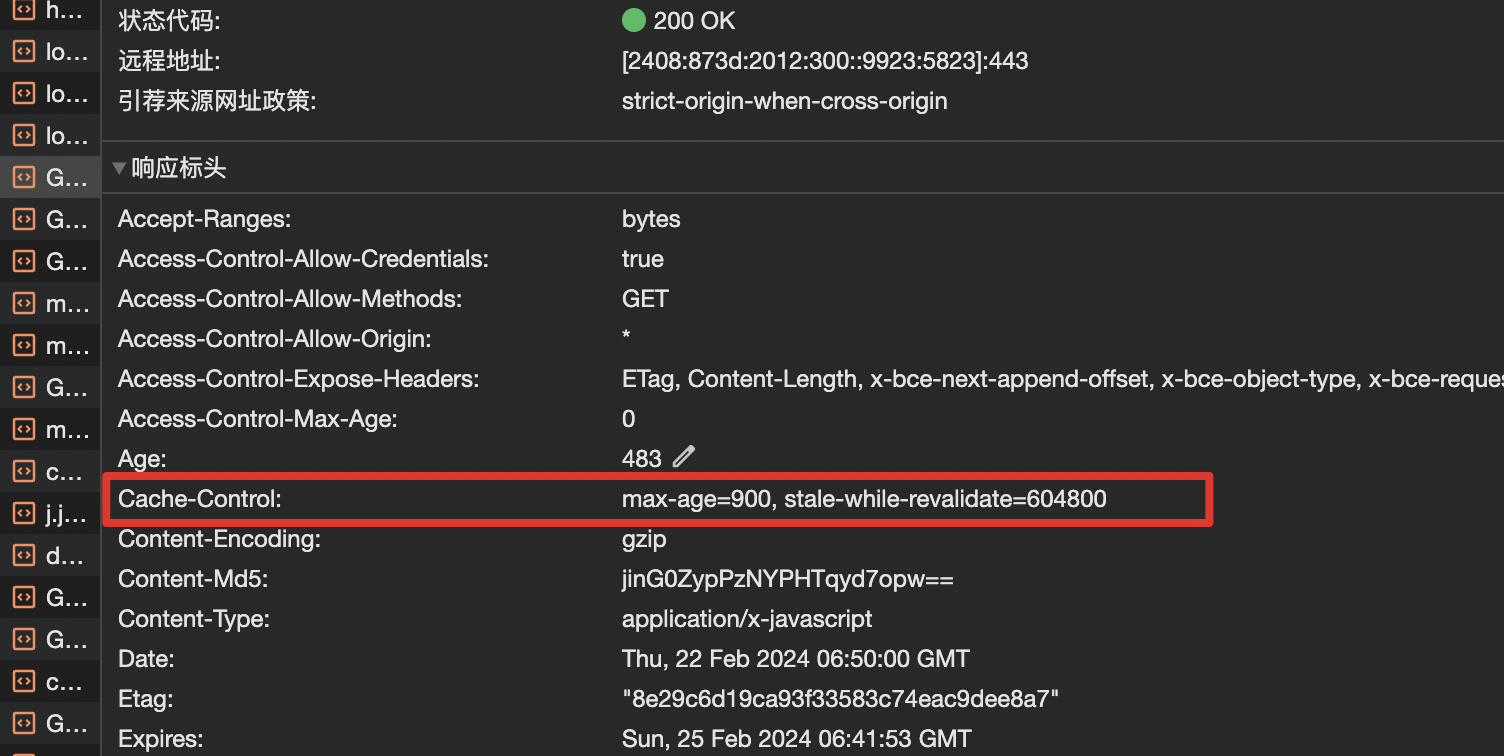 h...
lo...
lo...
lo...
G...
G...
G...
m...
m...
G...
m...
c...
j.j...
d...
G...
G...
c...
G...
状态代码: 200 OK
远程地址: [2408:873d:2012:300::9923:5823]:443
引荐来源网址政策: strict-origin-when-cross-origin
响应标头
Accept-Ranges: bytes
Access-Control-Allow-Credentials: true
Access-Control-Allow-Methods: GET
Access-Control-Allow-Origin: *
Access-Control-Expose-Headers: ETag, Content-Length, x-bce-next-append-offset, x-bce-object-type, x-bce-reques
Access-Control-Max-Age: 0
Age: 483
Cache-Control: max-age=900, stale-while-revalidate=604800
Content-Encoding: gzip
Content-Md5: jinG0ZypPzNYPHTqyd7opw==
Content-Type: application/x-javascript
Date: Thu, 22 Feb 2024 06:50:00 GMT
Etag: "8e29c6d19ca93f33583c74eac9dee8a7"
Expires: Sun, 25 Feb 2024 06:41:53 GMT